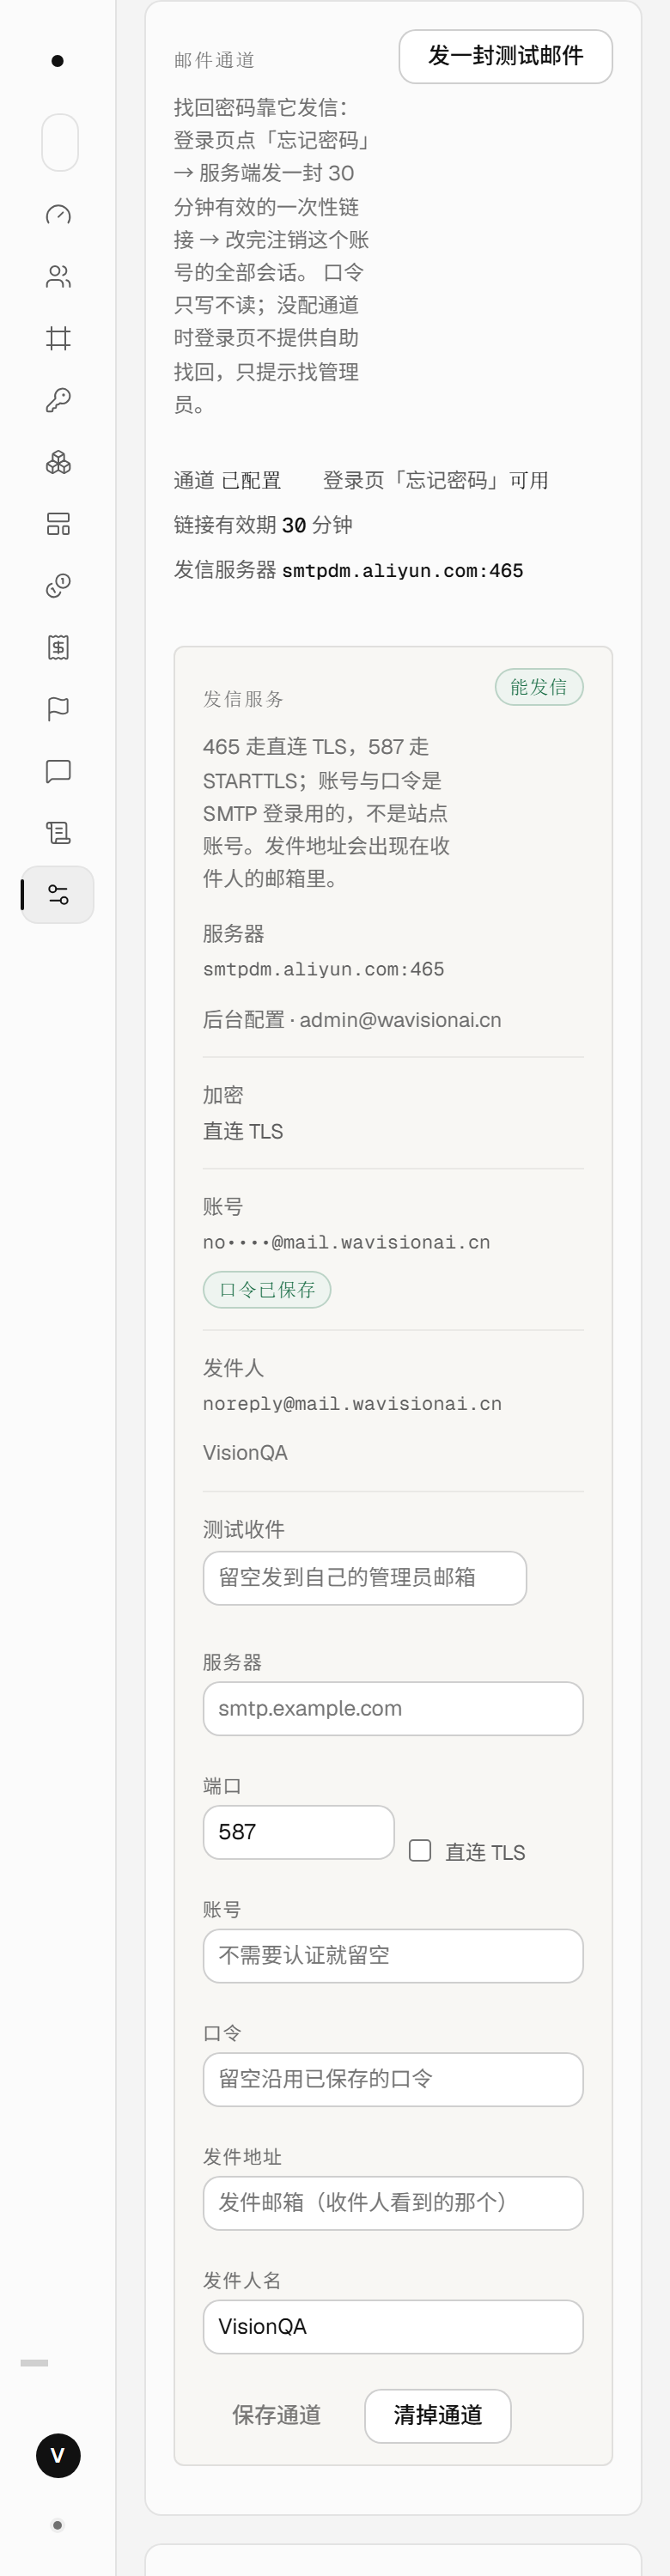 邮件通道
发一封测试邮件
找回密码靠它发信：
登录页点「忘记密码」
→ 服务端发一封 30
分钟有效的一次性链
接 → 改完注销这个账
号的全部会话。 口令
只写不读；没配通道
时登录页不提供自助
找回，只提示找管理
员。
通道 已配置 登录页「忘记密码」可用
链接有效期 30 分钟
发信服务器 smtpdm.aliyun.com:465
发信服务
能发信
465 走直连 TLS，587 走
STARTTLS；账号与口令是
SMTP 登录用的，不是站点
账号。发件地址会出现在收
件人的邮箱里。
服务器
smtpdm.aliyun.com:465
后台配置 · admin@wavisionai.cn
加密
直连 TLS
账号
no••••@mail.wavisionai.cn
口令已保存
发件人
noreply@mail.wavisionai.cn
VisionQA
测试收件
留空发到自己的管理员邮箱
服务器
smtp.example.com
端口
587
直连 TLS
账号
不需要认证就留空
口令
留空沿用已保存的口令
发件地址
发件邮箱（收件人看到的那个）
发件人名
VisionQA
保存通道
清掉通道
V